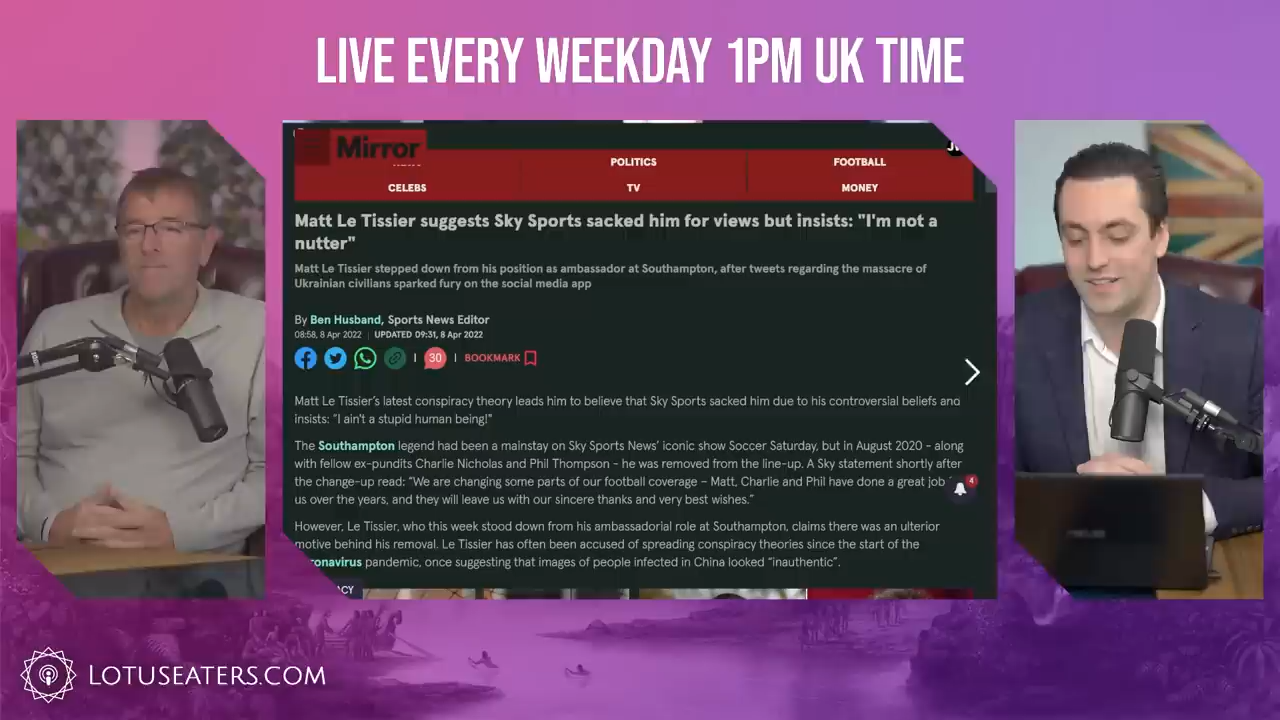 LIVE EVERY WEEKDAY 1PM UK TIME
Mirror
POLITICS
FOOTBALL
CELEBS
TV
MONEY
Matt Le Tissier suggests Sky Sports sacked him for views but insists: "I'm not a
nutter"
Matt Le Tissier stepped down from his position as ambassador at Southampton, after tweets regarding the massacre of
Ukrainian civilians sparked fury on the social media app
By Ben Husband, Sports News Editor
08:58, 8 Apr 2022 | UPDATED 09:31, 8 Apr 2022
30
BOOKMARK
Matt Le Tissier's latest conspiracy theory leads him to believe that Sky Sports sacked him due to his controversial beliefs and
insists: "I ain't a stupid human being!"
The Southampton legend had been a mainstay on Sky Sports News' iconic show Soccer Saturday, but in August 2020 - along
with fellow ex-pundits Charlie Nicholas and Phil Thompson - he was removed from the line-up. A Sky statement shortly after
the change-up read: "We are changing some parts of our football coverage – Matt, Charlie and Phil have done a great job
4
us over the years, and they will leave us with our sincere thanks and very best wishes."
However, Le Tissier, who this week stood down from his ambassadorial role at Southampton, claims there was an ulterior
motive behind his removal. Le Tissier has often been accused of spreading conspiracy theories since the start of the
ronavirus pandemic, once suggesting that images of people infected in China looked "inauthentic".
ACY
LOTUSEATERS.COM